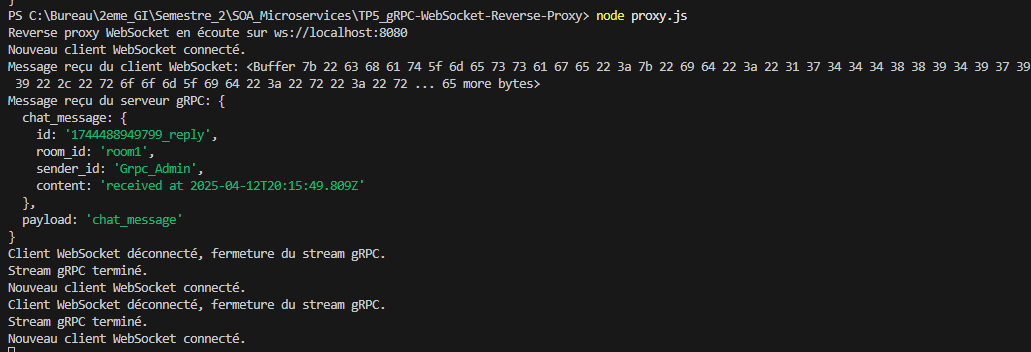 }
PS C:\Bureau\2eme_GI\Semestre_2\SOA_Microservices\TP5_gRPC-WebSocket-Reverse-Proxy> node proxy.js
Reverse proxy WebSocket en écoute sur ws://localhost:8080
Nouveau client WebSocket connecté.
Message reçu du client WebSocket: <Buffer 7b 22 63 68 61 74 5f 6d 65 73 73 61 67 65 22 3a 7b 22 69 64 22 3a 22 31 37 34 34 34 38 38 39 34 39 37 39
39 22 2c 22 72 6f 6f 6d 5f 69 64 22 3a 22 72 22 3a 22 72 ... 65 more bytes>
Message reçu du serveur gRPC: {
  chat_message: {
    id: '1744488949799_reply',
    room_id: 'room1',
    sender_id: 'Grpc_Admin',
    content: 'received at 2025-04-12T20:15:49.809Z'
  },
  payload: 'chat_message'
}
Client WebSocket déconnecté, fermeture du stream gRPC.
Stream gRPC terminé.
Nouveau client WebSocket connecté.
Client WebSocket déconnecté, fermeture du stream gRPC.
Stream gRPC terminé.
Nouveau client WebSocket connecté.